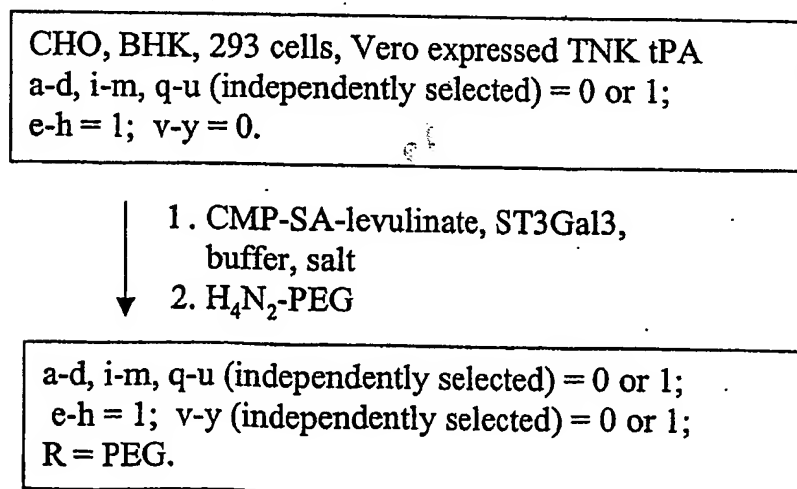 CHO, BHK, 293 cells, Vero expressed TNK tPA
a-d, i-m, q-u (independently selected) = 0 or 1;
e-h = 1; v-y = 0.
1. CMP-SA-levulinate, ST3Gal3,
buffer, salt
2. H₄N₂-PEG
a-d, i-m, q-u (independently selected) = 0 or 1;
e-h = 1; v-y (independently selected) = 0 or 1;
R = PEG.